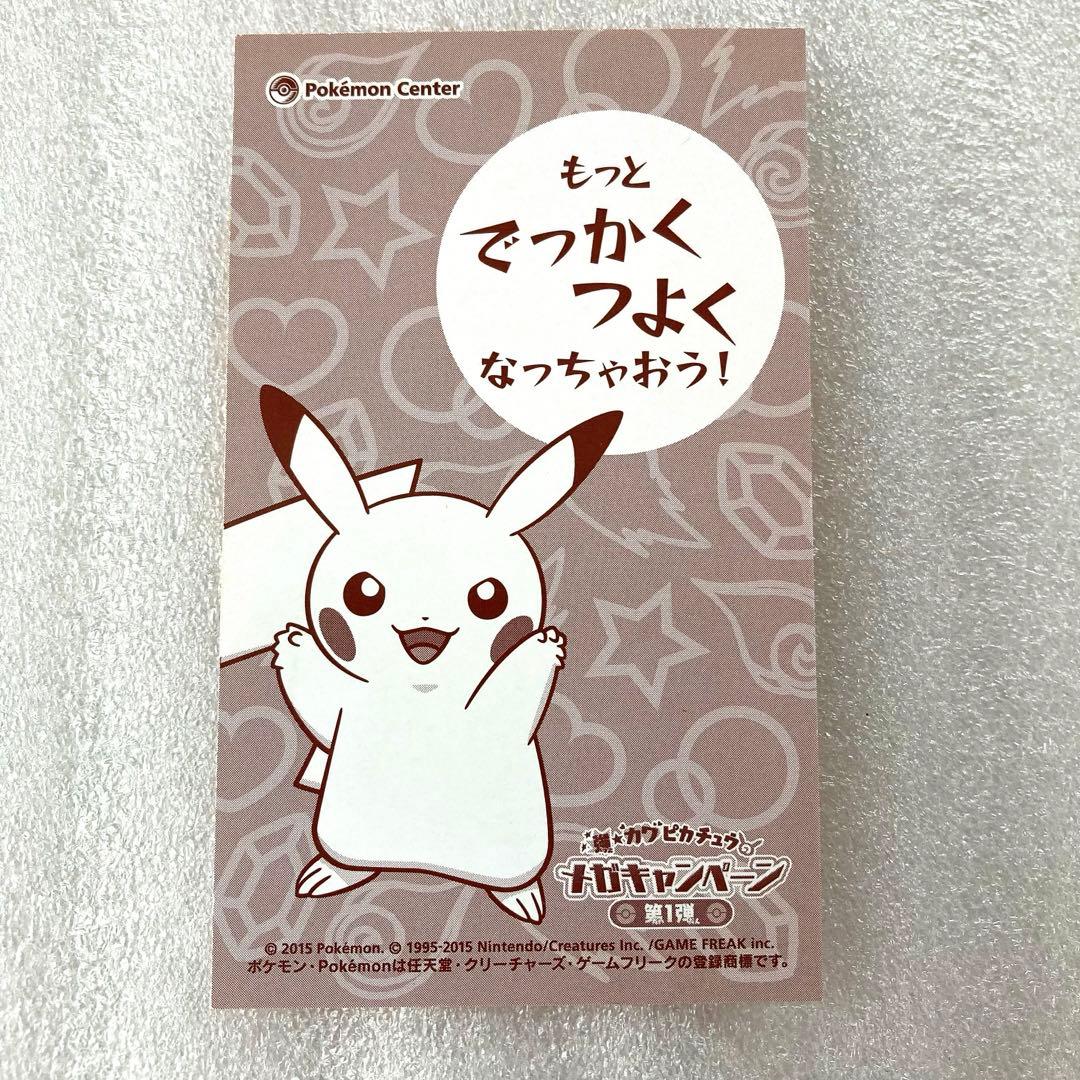 Pokémon Center
もっと
でっかく
つよく
なっちゃおう!
強★カワピカチュウの
メガキャンペーン
第1弾
© 2015 Pokémon. © 1995-2015 Nintendo/Creatures Inc. /GAME FREAK inc.
ポケモン・Pokémonは任天堂・クリーチャーズ・ゲームフリークの登録商標です。